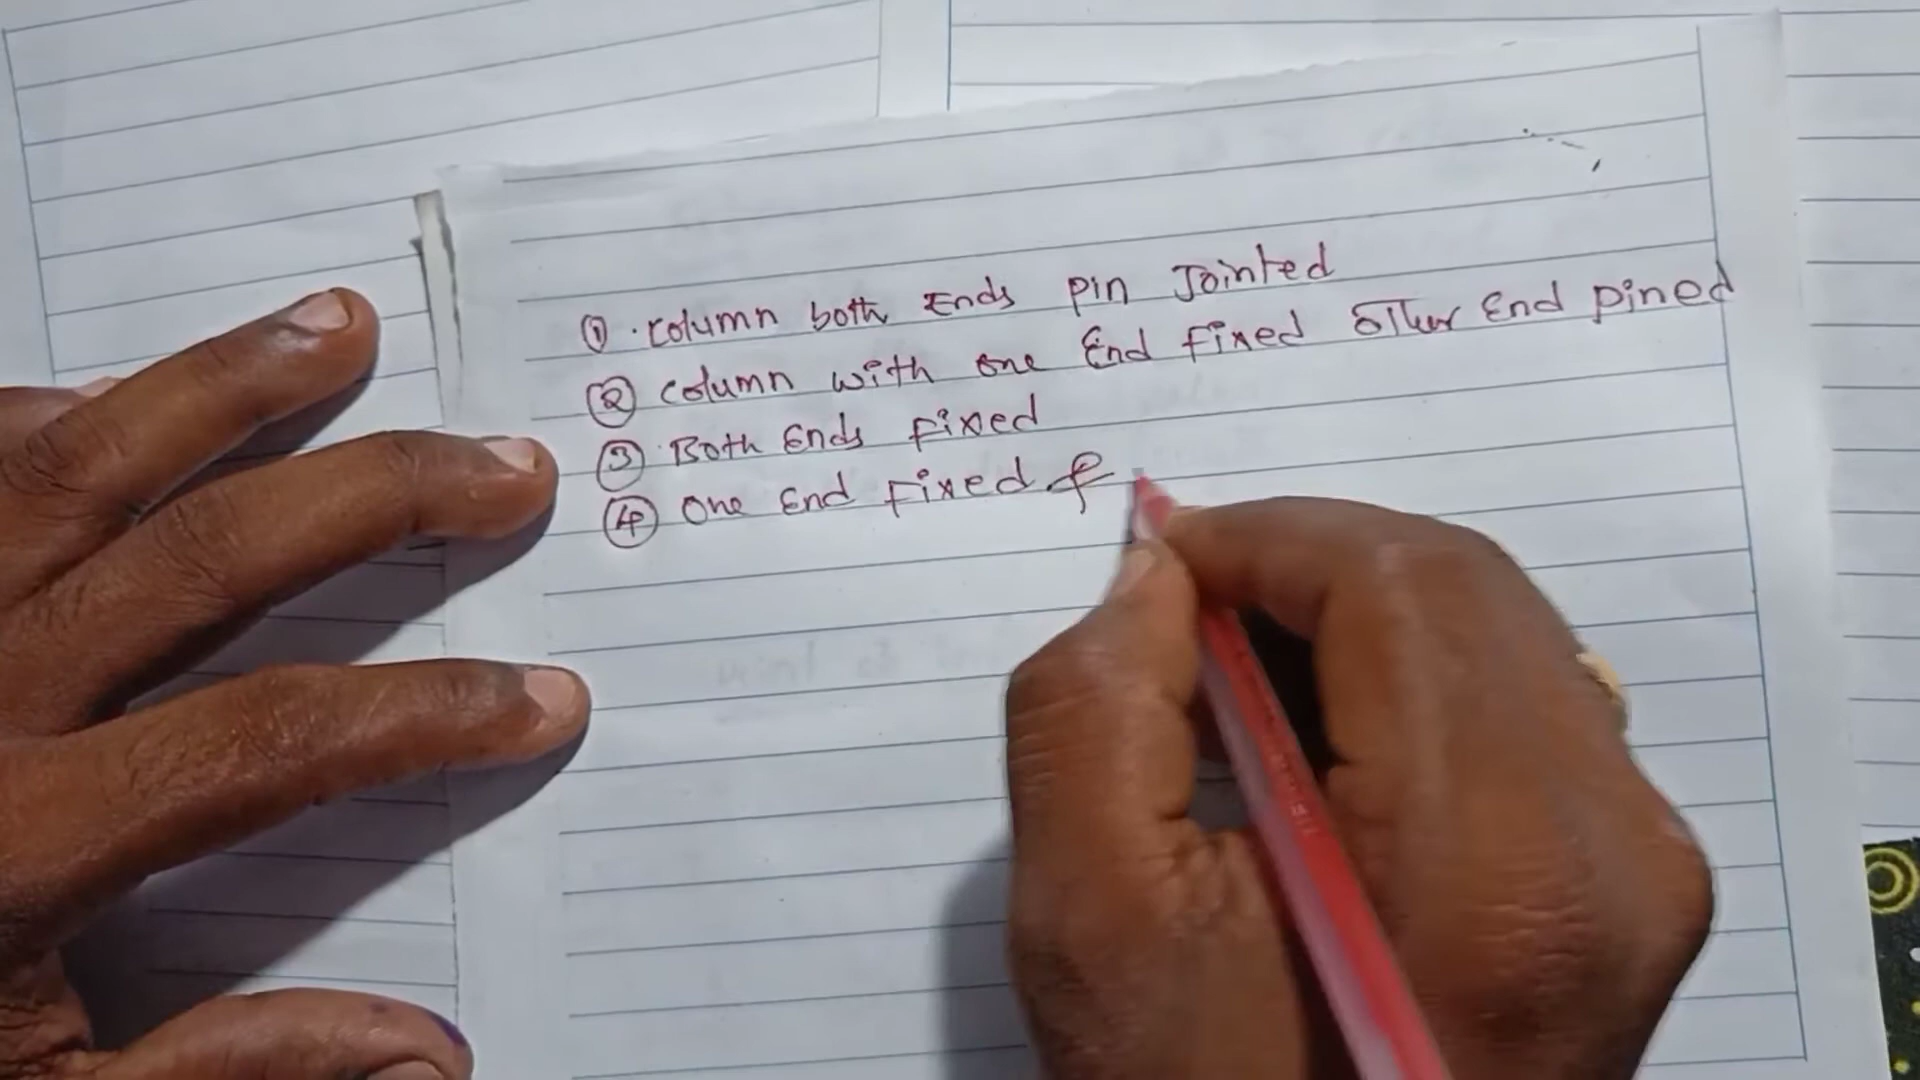 ① . column both Ends Pin Jointed
② column with one End fixed other End pined
③ . Both Ends fixed
④ One End fixed &